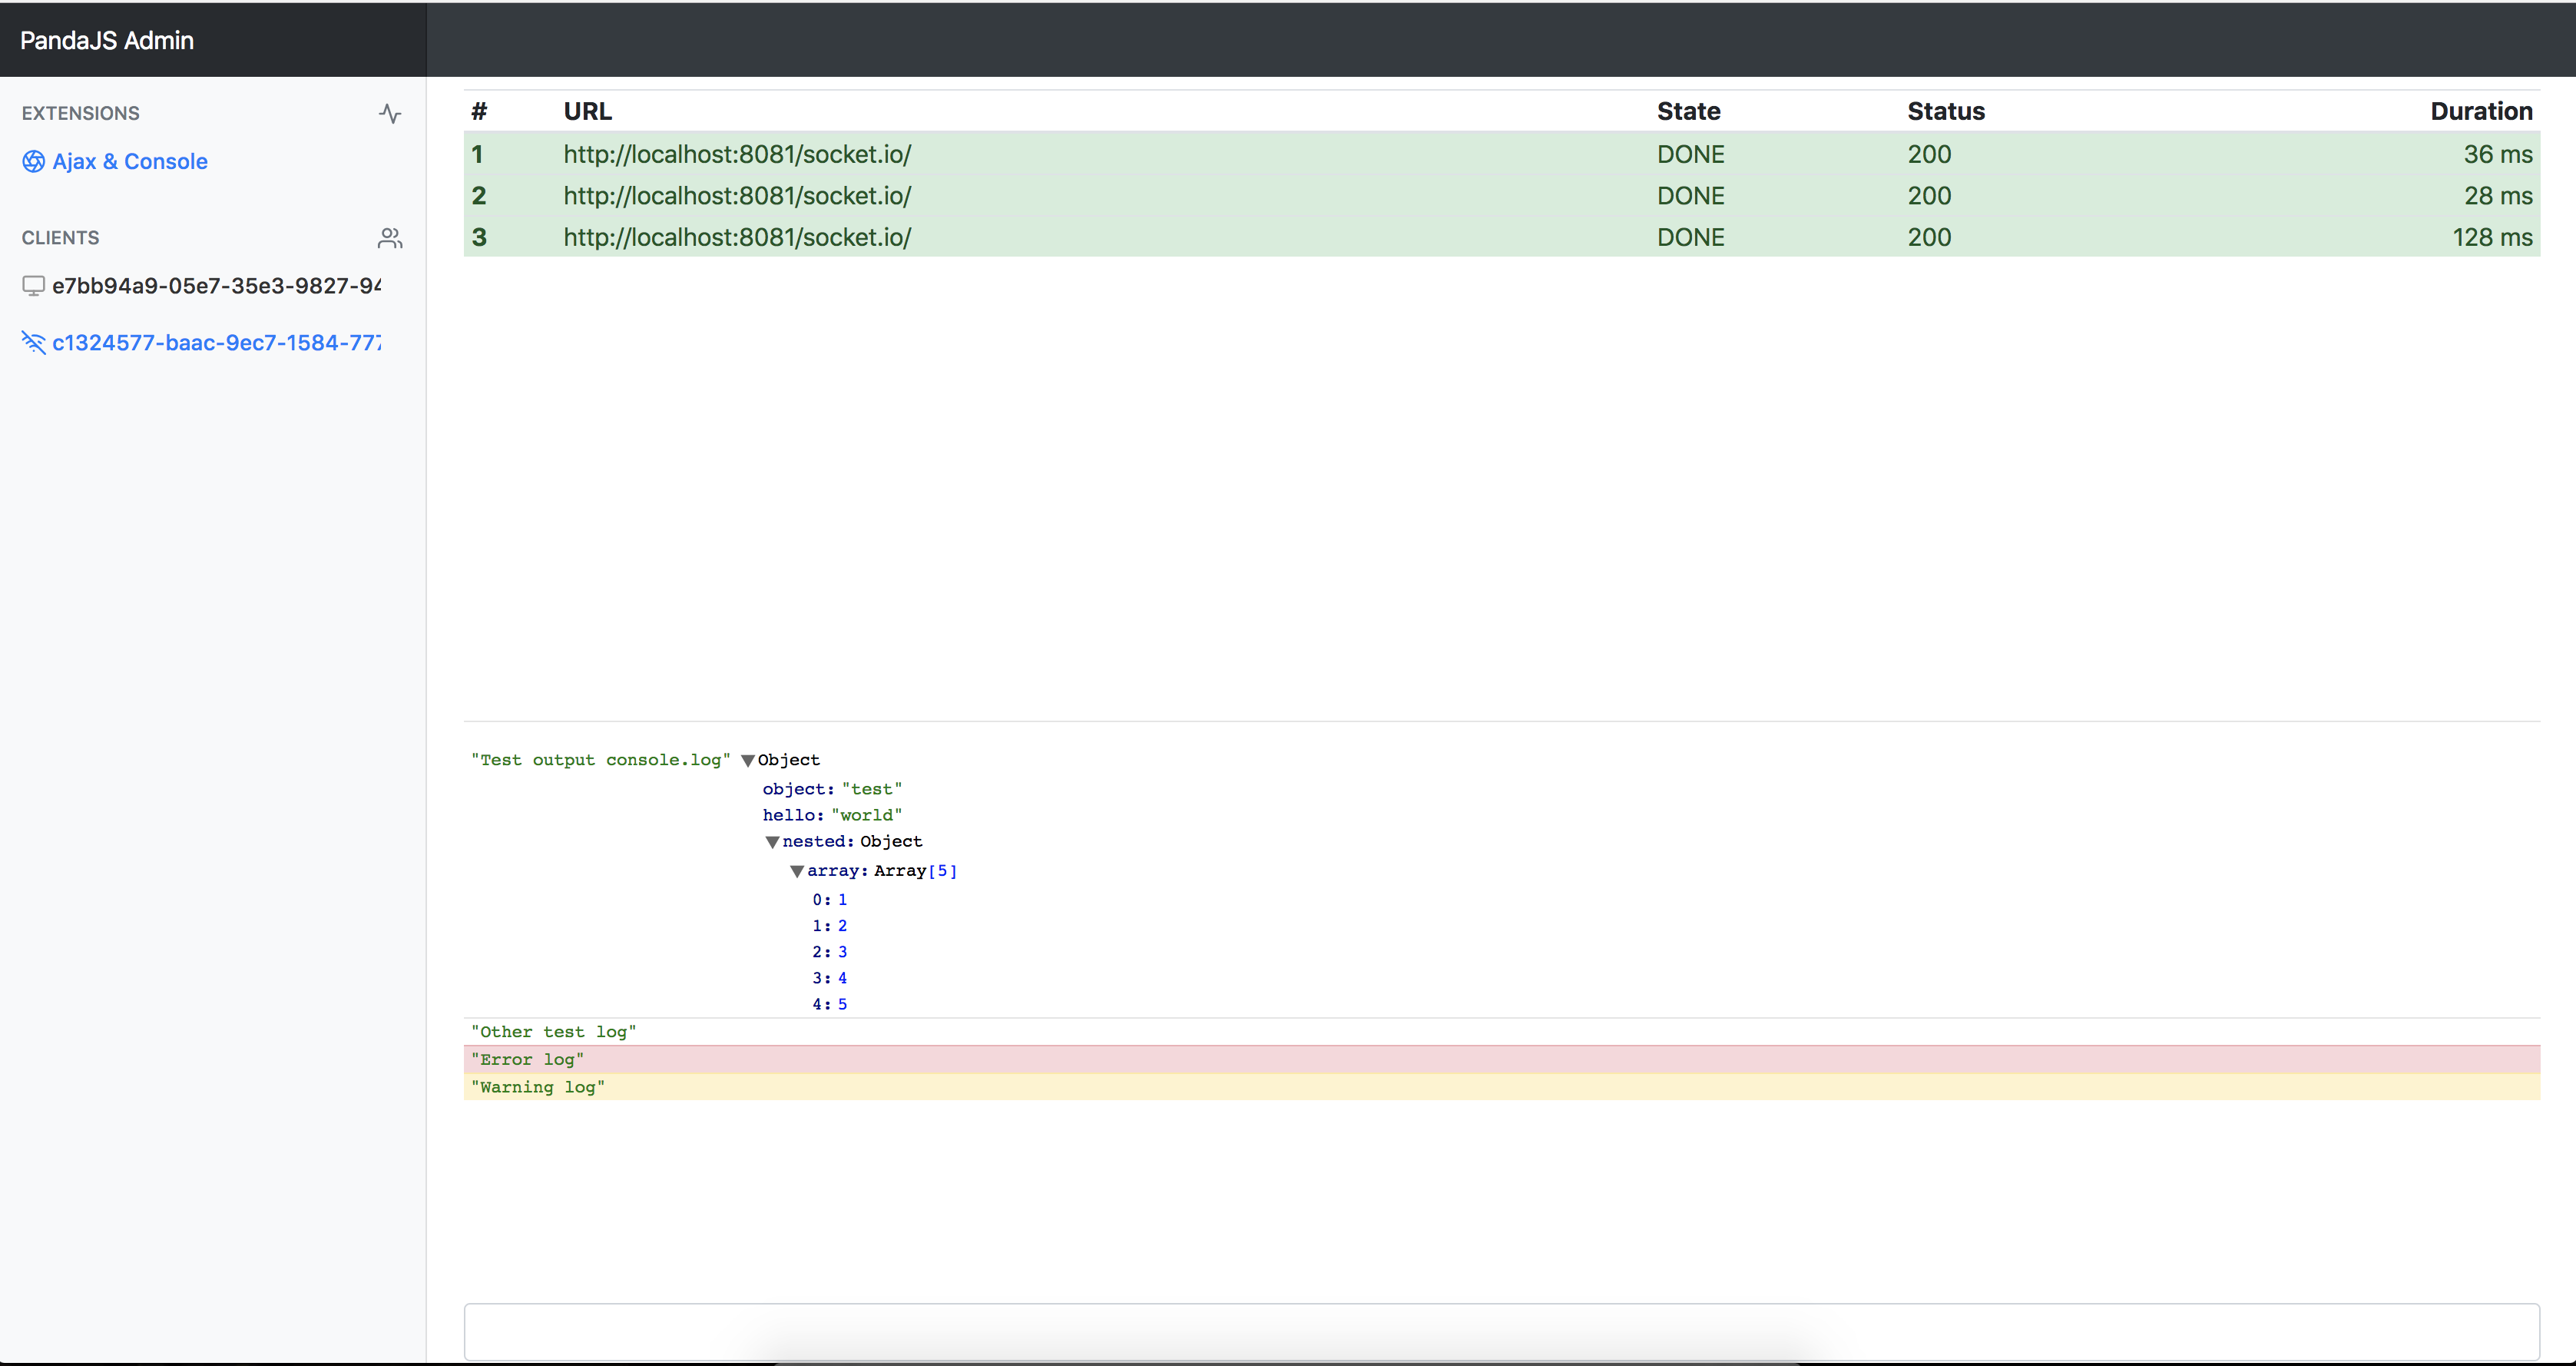 PandaJS Admin
EXTENSIONS
Ajax & Console
CLIENTS
e7bb94a9-05e7-35e3-9827-94
c1324577-baac-9ec7-1584-777
# URL State Status Duration
1 http://localhost:8081/socket.io/ DONE 200 36 ms
2 http://localhost:8081/socket.io/ DONE 200 28 ms
3 http://localhost:8081/socket.io/ DONE 200 128 ms
"Test output console.log" ▼Object
object: "test"
hello: "world"
▼nested: Object
▼array: Array[5]
0: 1
1: 2
2: 3
3: 4
4: 5
"Other test log"
"Error log"
"Warning log"